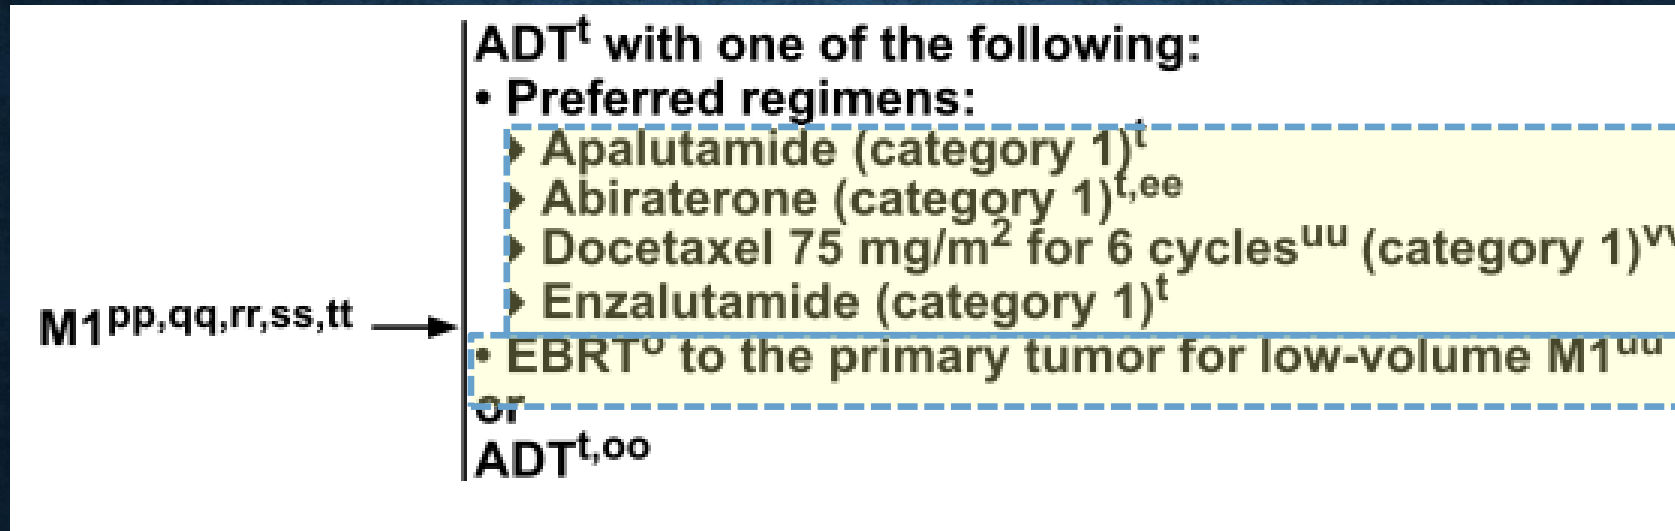 ADTᵗ with one of the following:
• Preferred regimens:
▸ Apalutamide (category 1)ᵗ
▸ Abiraterone (category 1)ᵗ,ᵉᵉ
▸ Docetaxel 75 mg/m² for 6 cyclesᵘᵘ (category 1)ᵛᵛ
▸ Enzalutamide (category 1)ᵗ
M1ᵖᵖ,qq,ʳʳ,ˢˢ,ᵗᵗ
• EBRTᵒ to the primary tumor for low-volume M1ᵘᵘ
or
ADTᵗ,ᵒᵒ